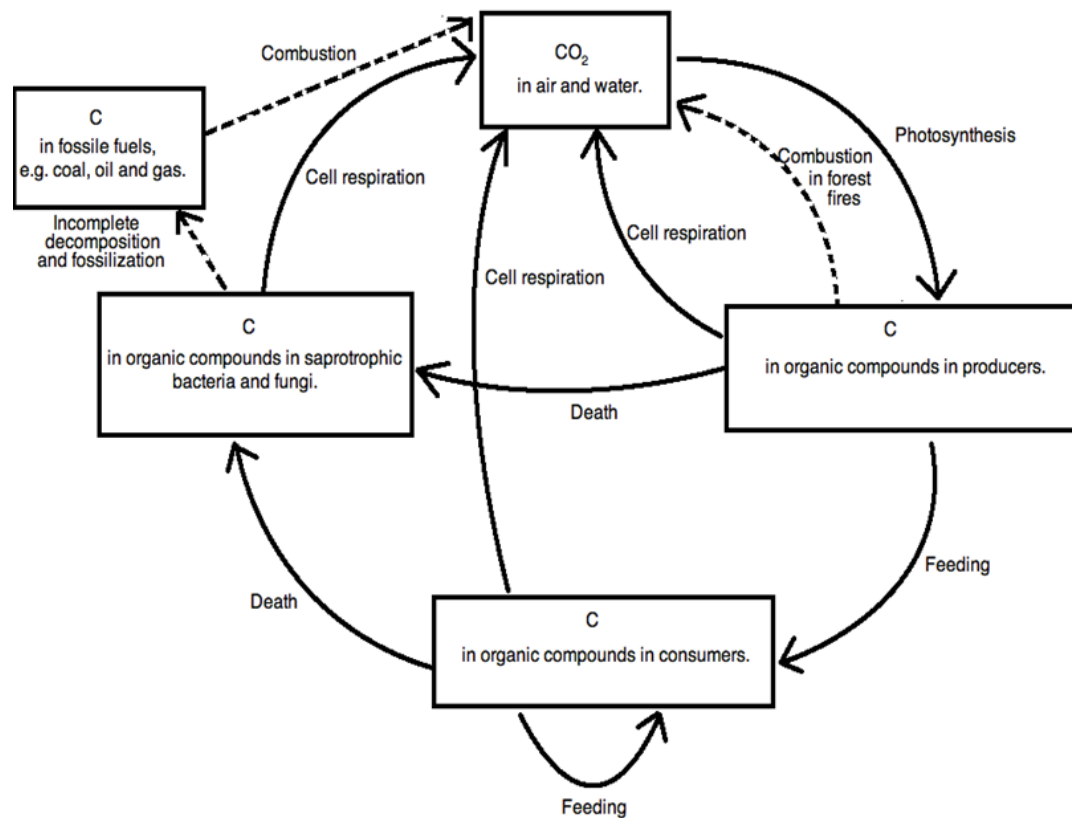 Combustion
CO₂
in air and water.
C
in fossile fuels,
e.g. coal, oil and gas.
Photosynthesis
Combustion
in forest
fires
Cell respiration
Incomplete
decomposition
and fossilization
Cell respiration
Cell respiration
C
in organic compounds in saprotrophic
bacteria and fungi.
C
in organic compounds in producers.
Death
Feeding
Death
C
in organic compounds in consumers.
Feeding